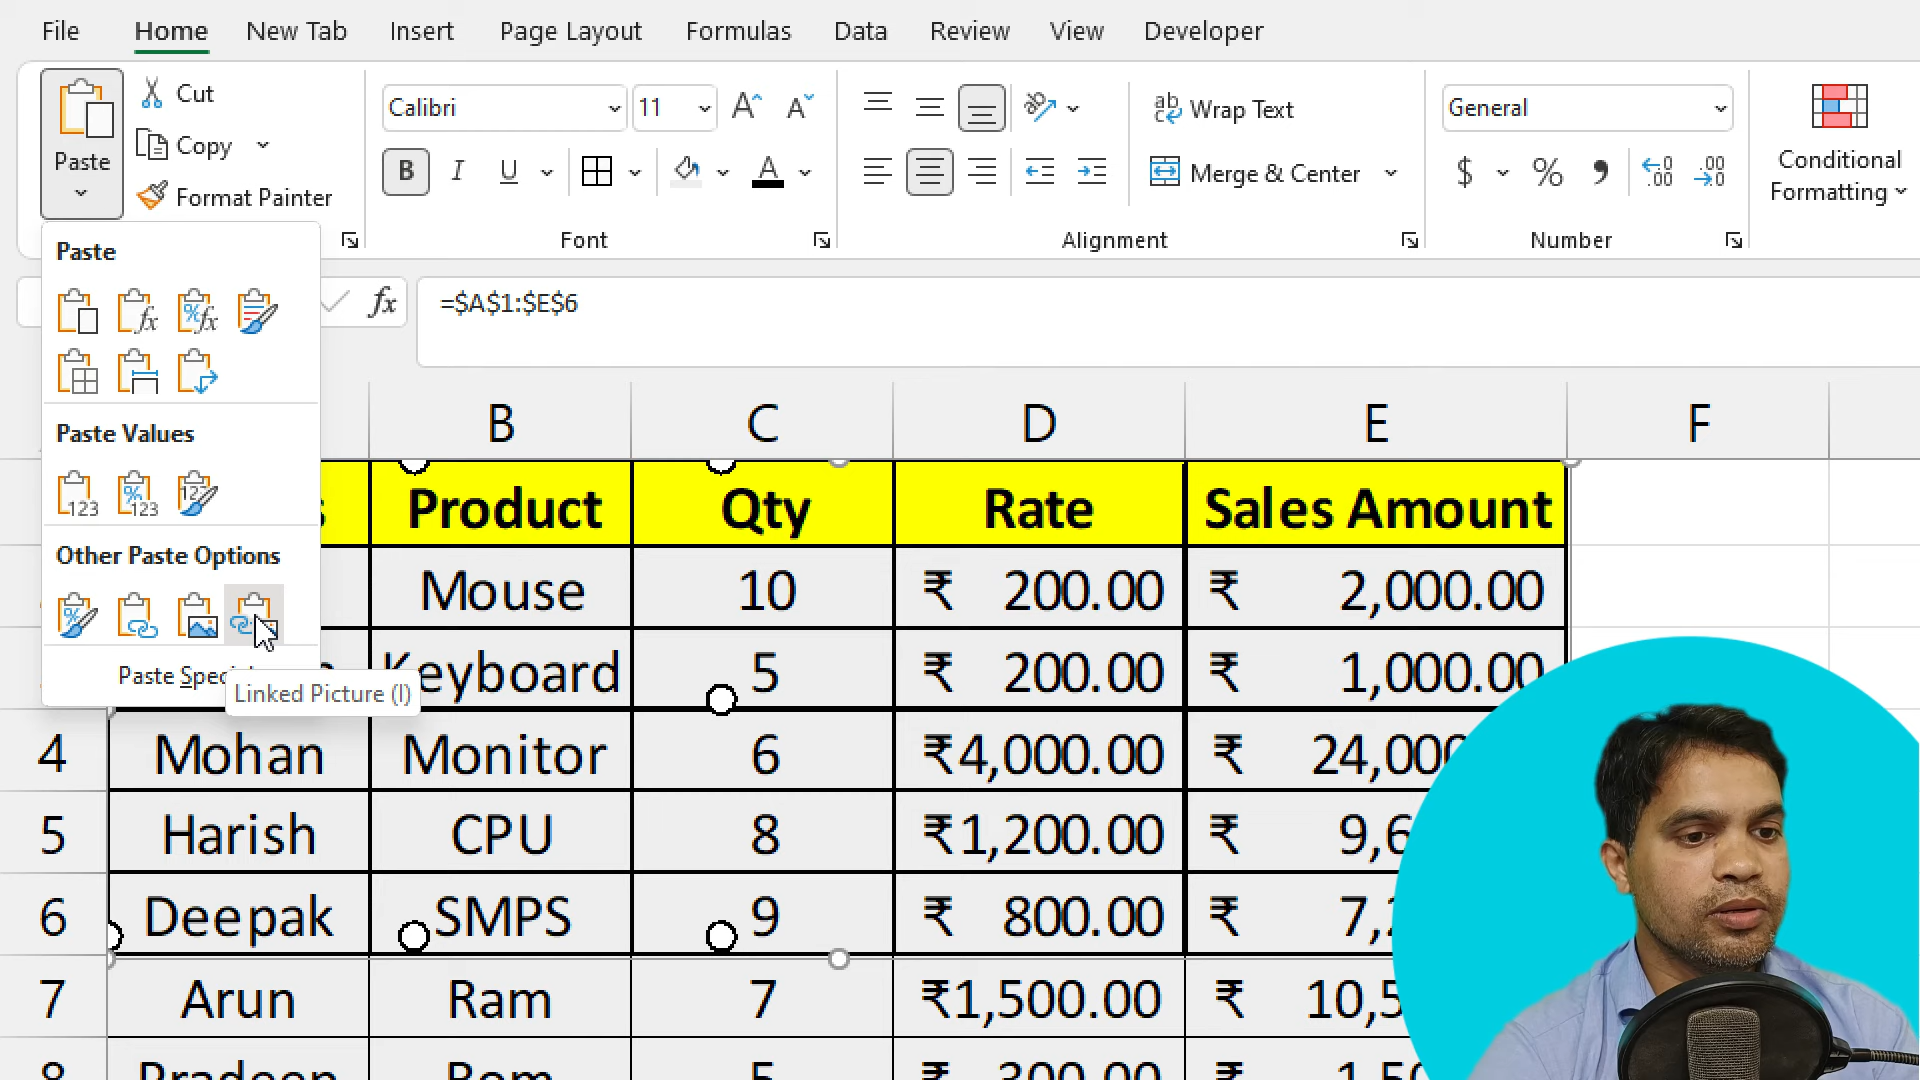 File Home New Tab Insert Page Layout Formulas Data Review View Developer
Paste
Cut
Copy
Format Painter
Calibri 11
B I U
Font
Wrap Text
Merge & Center
Alignment
General
$ % , .00 .00
Number
Conditional
Formatting
fx =$A$1:$E$6
Paste
Paste Values
Other Paste Options
Linked Picture (I)
B C D E F
Product Qty Rate Sales Amount
Mouse 10 ₹ 200.00 ₹ 2,000.00
Keyboard 5 ₹ 200.00 ₹ 1,000.00
4 Mohan Monitor 6 ₹4,000.00 ₹
5 Harish CPU 8 ₹1,200.00 ₹
6 Deepak SMPS 9 ₹ 800.00 ₹
7 Arun Ram 7 ₹1,500.00 ₹